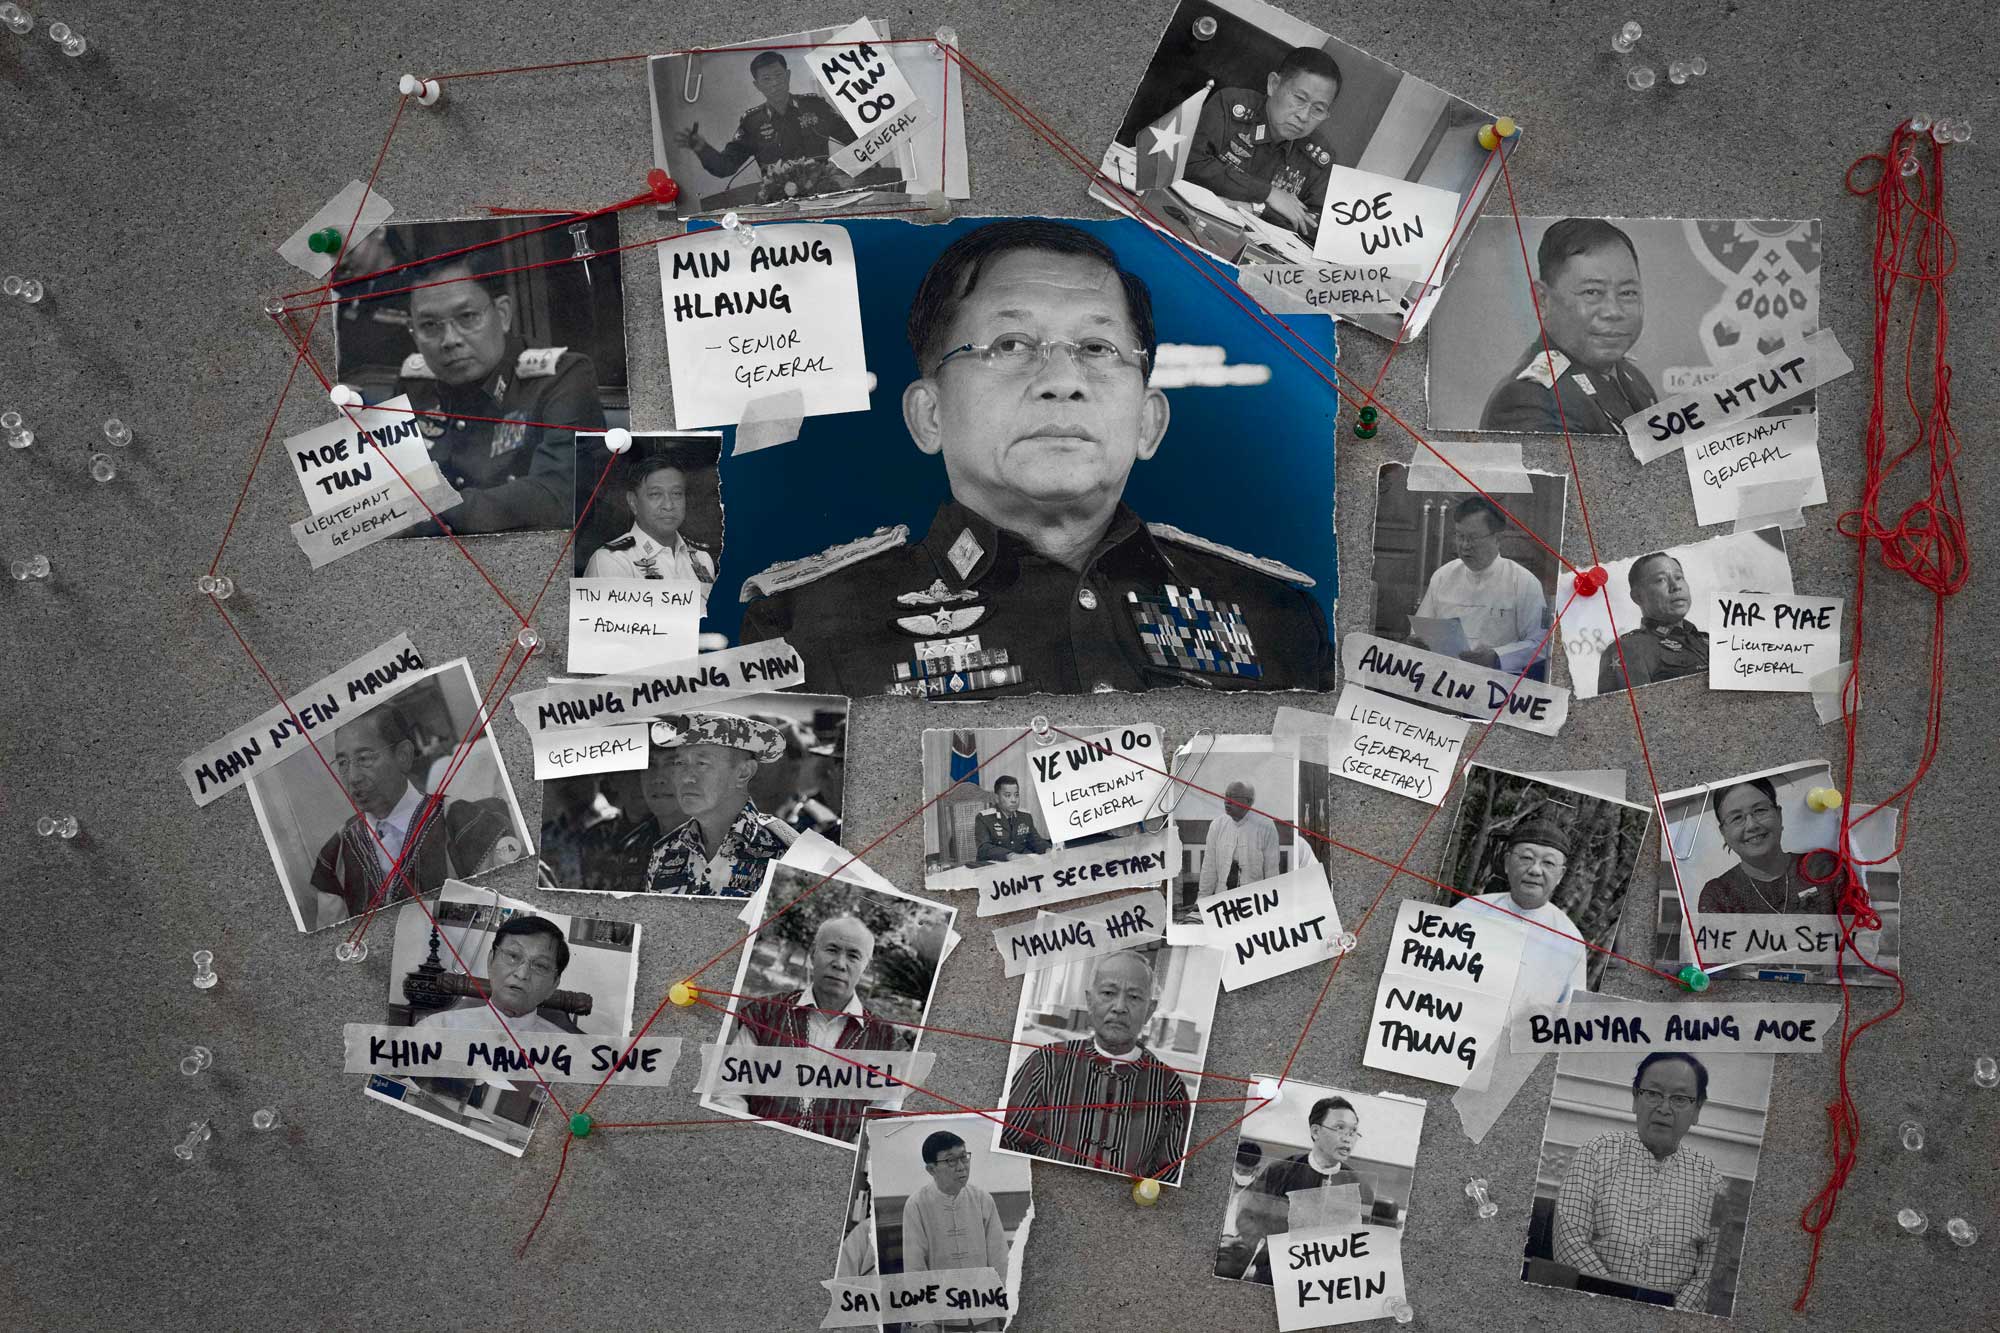 MYA
TUN
OO
GENERAL
SOE
WIN
VICE SENIOR
GENERAL
MIN AUNG
HLAING
– SENIOR
GENERAL
SOE HTUT
LIEUTENANT
GENERAL
MOE MYINT
TUN
LIEUTENANT
GENERAL
TIN AUNG SAN
– ADMIRAL
YAR PYAE
– LIEUTENANT
GENERAL
AUNG LIN DWE
LIEUTENANT
GENERAL
(SECRETARY)
MAHN NYEIN MAUNG
MAUNG MAUNG KYAW
GENERAL
YE WIN OO
LIEUTENANT
GENERAL
JOINT SECRETARY
THEIN
NYUNT
JENG
PHANG
NAW
TAUNG
AYE NU SEIN
MAUNG HAR
KHIN MAUNG SWE
SAW DANIEL
BANYAR AUNG MOE
SAI LONE SAING
SHWE
KYEIN